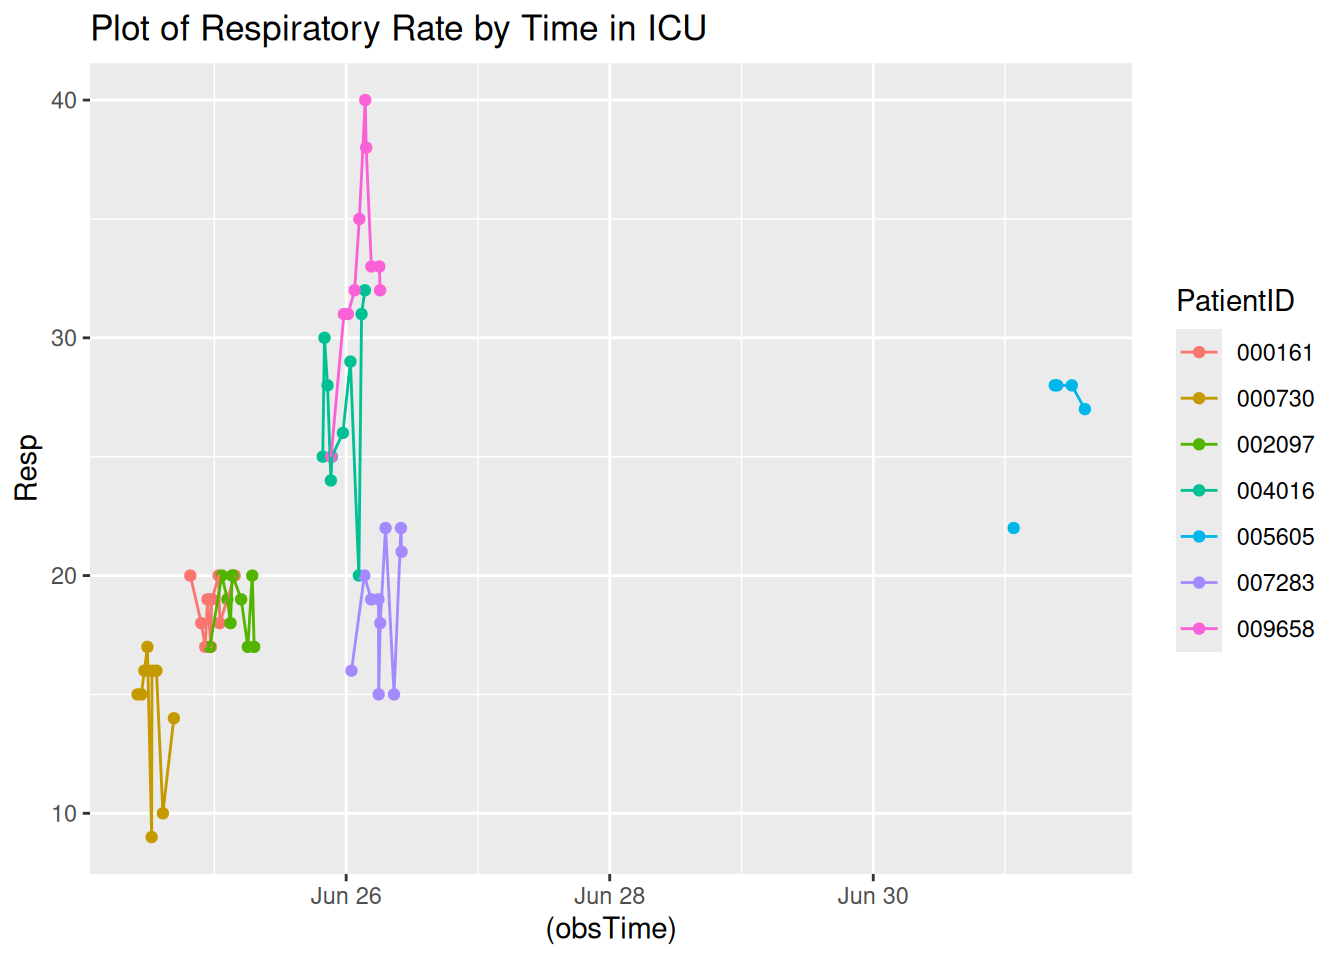 Plot of Respiratory Rate by Time in ICU
40
30
20
10
Resp
Jun 26
Jun 28
Jun 30
(obsTime)
PatientID
000161
000730
002097
004016
005605
007283
009658